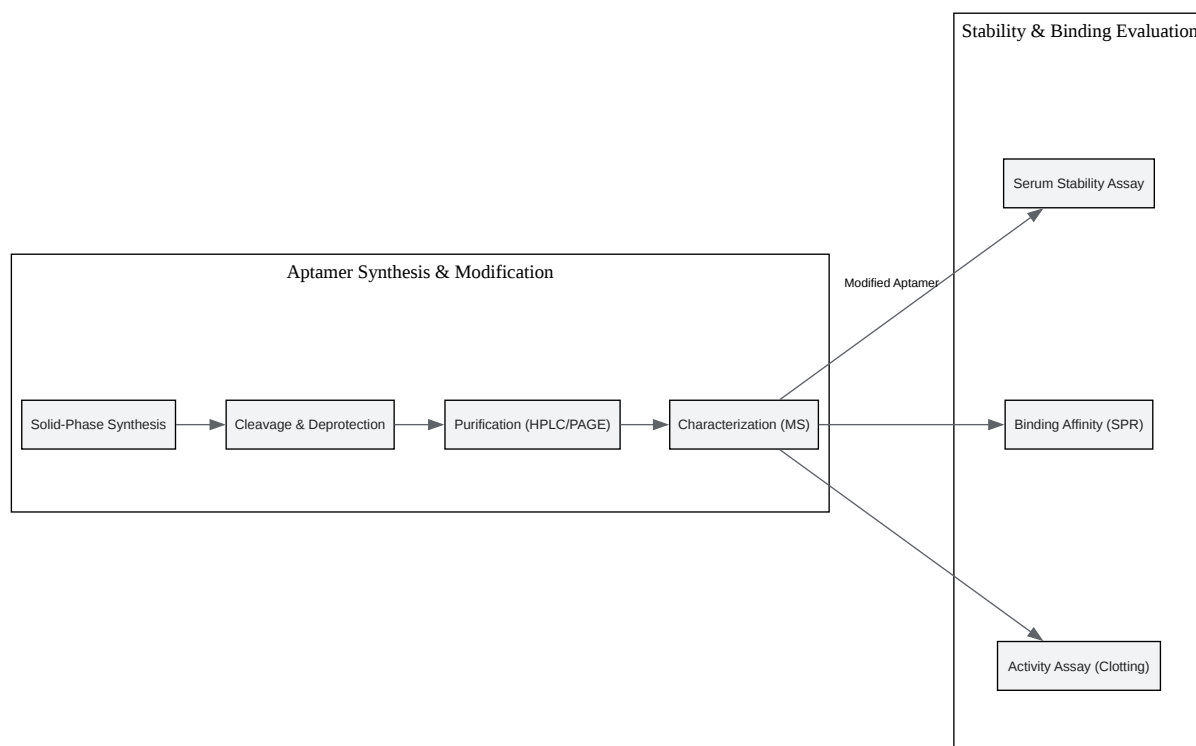 Stability & Binding Evaluation
Serum Stability Assay
Aptamer Synthesis & Modification
Modified Aptamer
Solid-Phase Synthesis
Cleavage & Deprotection
Purification (HPLC/PAGE)
Characterization (MS)
Binding Affinity (SPR)
Activity Assay (Clotting)